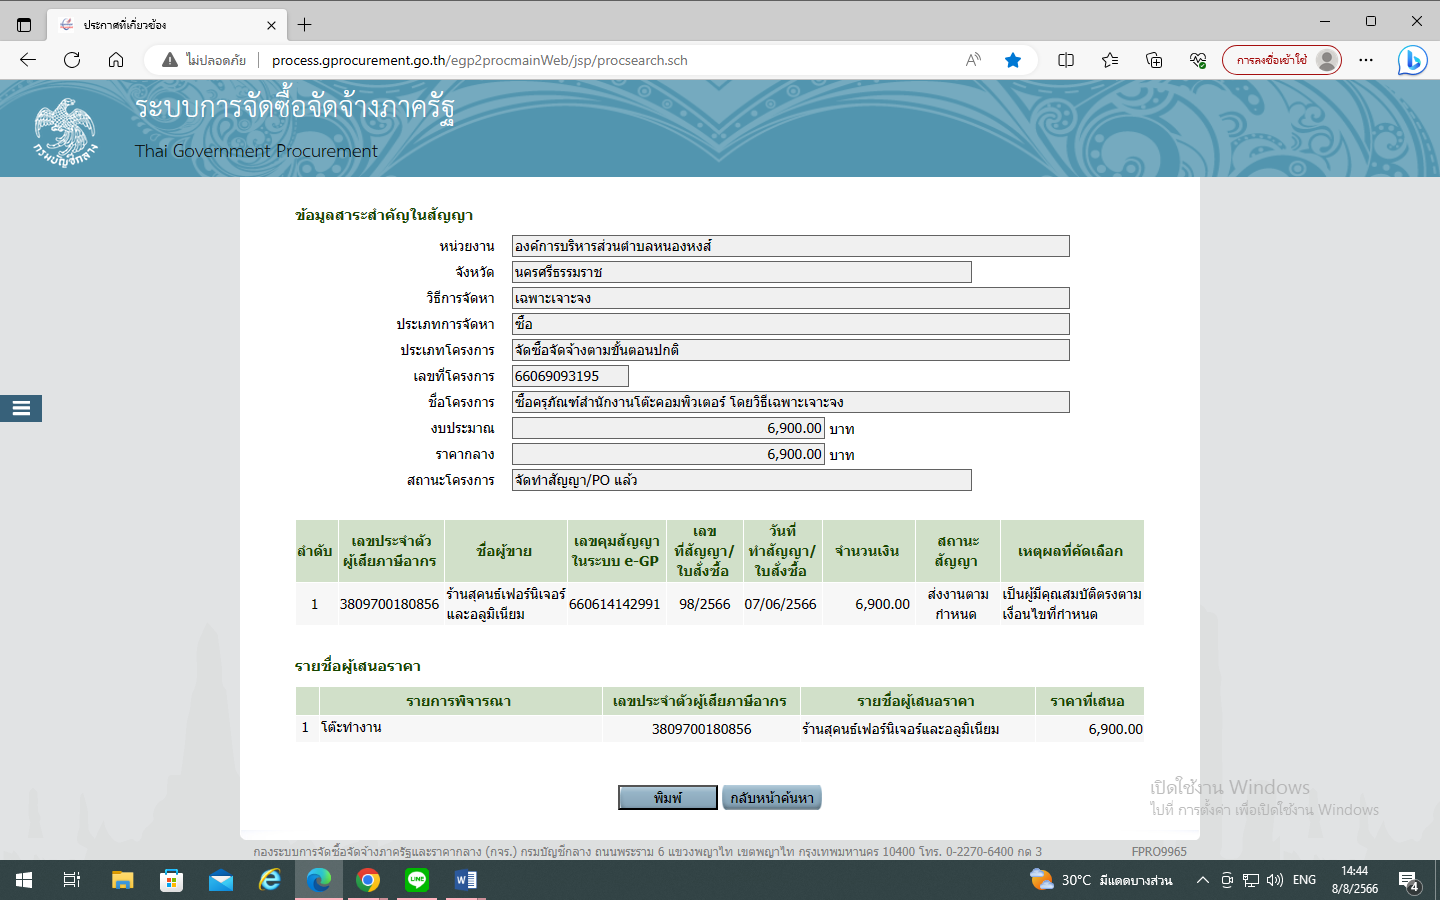 ประกาศที่เกี่ยวข้อง
ไม่ปลอดภัย process.gprocurement.go.th/egp2procmainWeb/jsp/procsearch.sch การลงชื่อเข้าใช้
ระบบการจัดซื้อจัดจ้างภาครัฐ
Thai Government Procurement
กรมบัญชีกลาง
ข้อมูลสาระสำคัญในสัญญา
หน่วยงาน องค์การบริหารส่วนตำบลหนองหงส์
จังหวัด นครศรีธรรมราช
วิธีการจัดหา เฉพาะเจาะจง
ประเภทการจัดหา ซื้อ
ประเภทโครงการ จัดซื้อจัดจ้างตามขั้นตอนปกติ
เลขที่โครงการ 66069093195
ชื่อโครงการ ซื้อครุภัณฑ์สำนักงานโต๊ะคอมพิวเตอร์ โดยวิธีเฉพาะเจาะจง
งบประมาณ 6,900.00 บาท
ราคากลาง 6,900.00 บาท
สถานะโครงการ จัดทำสัญญา/PO แล้ว
ลำดับ เลขประจำตัวผู้เสียภาษีอากร ชื่อผู้ขาย เลขคุมสัญญาในระบบ e-GP เลขที่สัญญา/ใบสั่งซื้อ วันที่ทำสัญญา/ใบสั่งซื้อ จำนวนเงิน สถานะสัญญา เหตุผลที่คัดเลือก
1 3809700180856 ร้านสุคนธ์เฟอร์นิเจอร์และอลูมิเนียม 660614142991 98/2566 07/06/2566 6,900.00 ส่งงานตามกำหนด เป็นผู้มีคุณสมบัติตรงตามเงื่อนไขที่กำหนด
รายชื่อผู้เสนอราคา
รายการพิจารณา เลขประจำตัวผู้เสียภาษีอากร รายชื่อผู้เสนอราคา ราคาที่เสนอ
1 โต๊ะทำงาน 3809700180856 ร้านสุคนธ์เฟอร์นิเจอร์และอลูมิเนียม 6,900.00
พิมพ์ กลับหน้าค้นหา
เปิดใช้งาน Windows
ไปที่ การตั้งค่า เพื่อเปิดใช้งาน Windows
กองระบบการจัดซื้อจัดจ้างภาครัฐและราคากลาง (กจร.) กรมบัญชีกลาง ถนนพระราม 6 แขวงพญาไท เขตพญาไท กรุงเทพมหานคร 10400 โทร. 0-2270-6400 กด 3 FPRO9965
30°C มีแดดบางส่วน ENG 14:44
8/8/2566 4